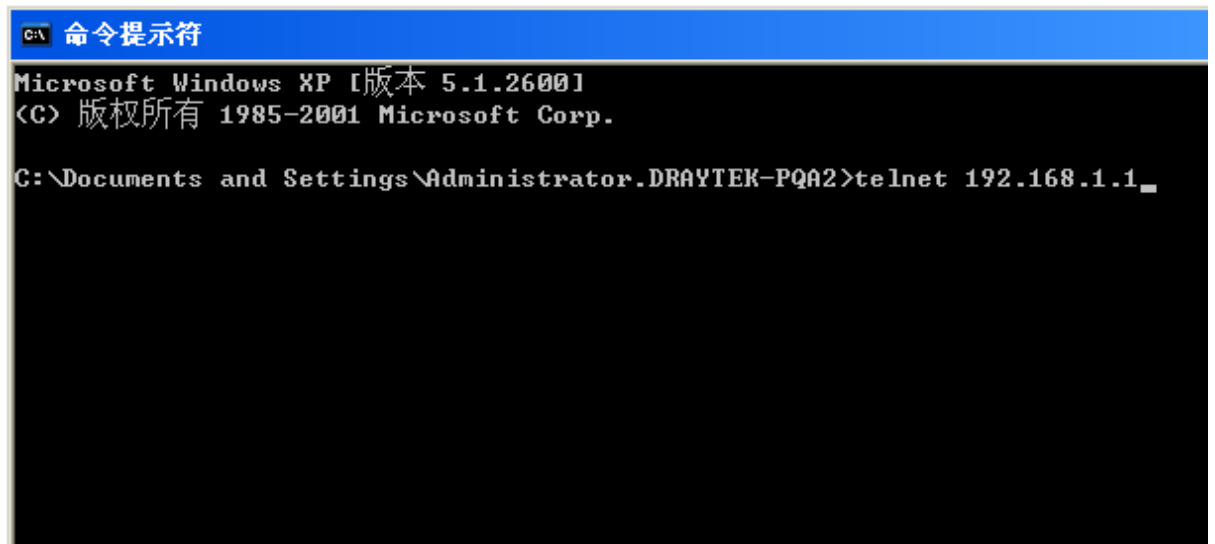 命令提示符
Microsoft Windows XP [版本 5.1.2600]
(C) 版权所有 1985-2001 Microsoft Corp.
C:\Documents and Settings\Administrator.DRAYTEK-PQA2>telnet 192.168.1.1_